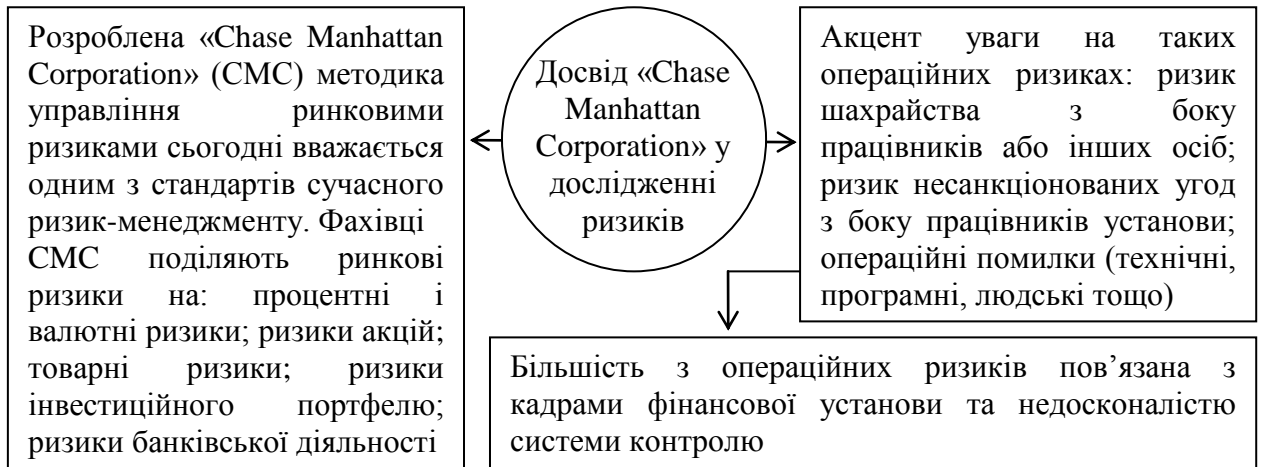 Розроблена «Chase Manhattan
Corporation» (СМС) методика
управління ринковими
ризиками сьогодні вважається
одним з стандартів сучасного
ризик-менеджменту. Фахівці
СМС поділяють ринкові
ризики на: процентні і
валютні ризики; ризики акцій;
товарні ризики; ризики
інвестиційного портфелю;
ризики банківської діяльності
Досвід «Chase
Manhattan
Corporation» у
дослідженні
ризиків
Акцент уваги на таких
операційних ризиках: ризик
шахрайства з боку
працівників або інших осіб;
ризик несанкціонованих угод
з боку працівників установи;
операційні помилки (технічні,
програмні, людські тощо)
Більшість з операційних ризиків пов’язана з
кадрами фінансової установи та недосконалістю
системи контролю